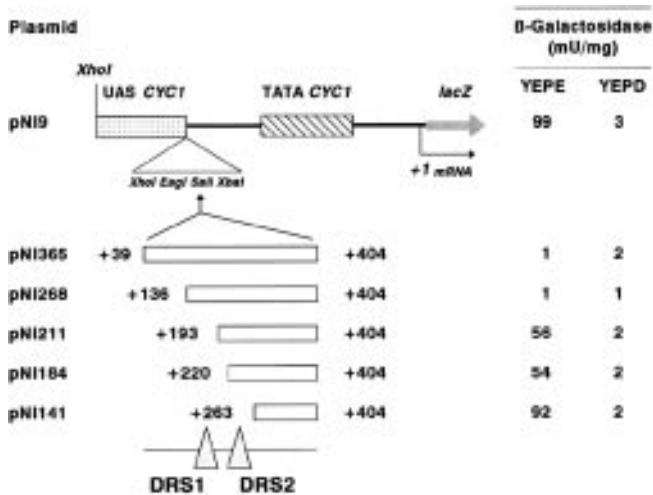 Plasmid
β-Galactosidase
(mU/mg)
XhoI
UAS CYC1
TATA CYC1
lacZ
YEPE YEPD
pNI9
99 3
+1 mRNA
XhoI EagI SalI XbaI
pNI365 +39 +404 1 2
pNI268 +136 +404 1 1
pNI211 +193 +404 56 2
pNI184 +220 +404 54 2
pNI141 +263 +404 92 2
DRS1 DRS2